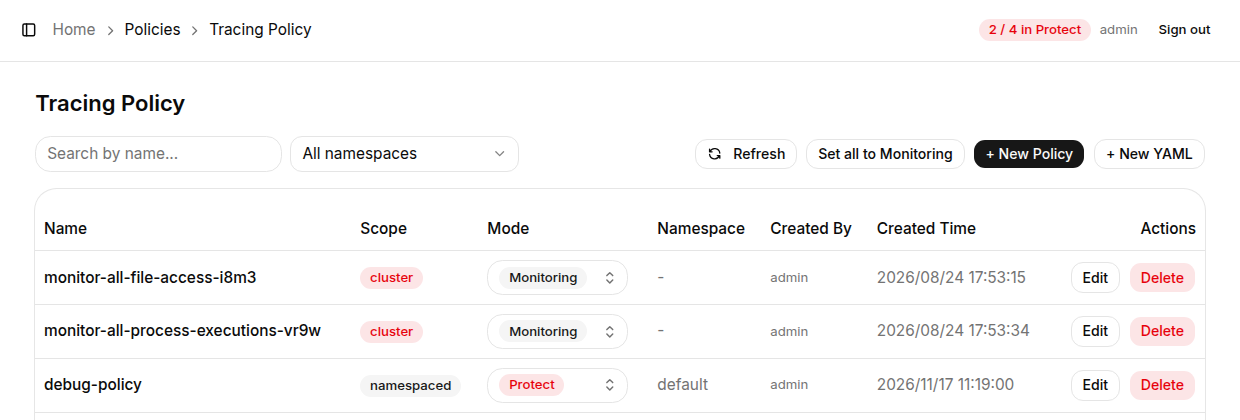 Home > Policies > Tracing Policy 2 / 4 in Protect admin Sign out
Tracing Policy
Search by name... All namespaces Refresh Set all to Monitoring + New Policy + New YAML
Name Scope Mode Namespace Created By Created Time Actions
monitor-all-file-access-i8m3 cluster Monitoring - admin 2026/08/24 17:53:15 Edit Delete
monitor-all-process-executions-vr9w cluster Monitoring - admin 2026/08/24 17:53:34 Edit Delete
debug-policy namespaced Protect default admin 2026/11/17 11:19:00 Edit Delete